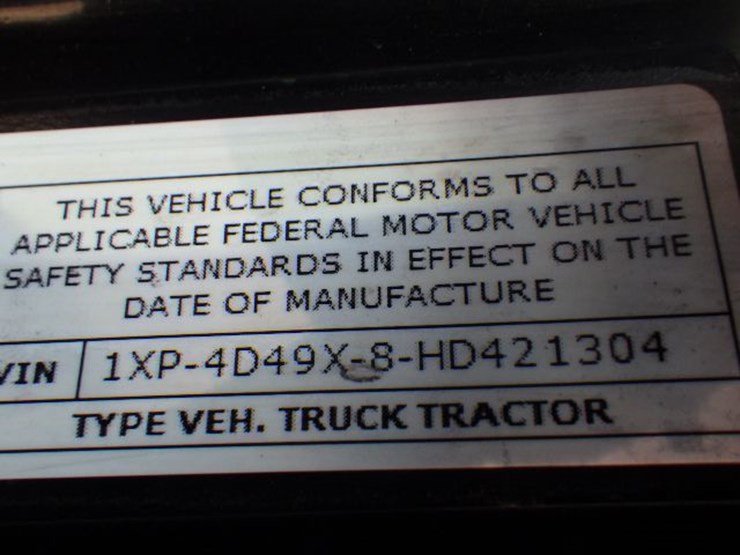 THIS VEHICLE CONFORMS TO ALL
APPLICABLE FEDERAL MOTOR VEHICLE
SAFETY STANDARDS IN EFFECT ON THE
DATE OF MANUFACTURE
VIN 1XP-4D49X-8-HD421304
TYPE VEH. TRUCK TRACTOR